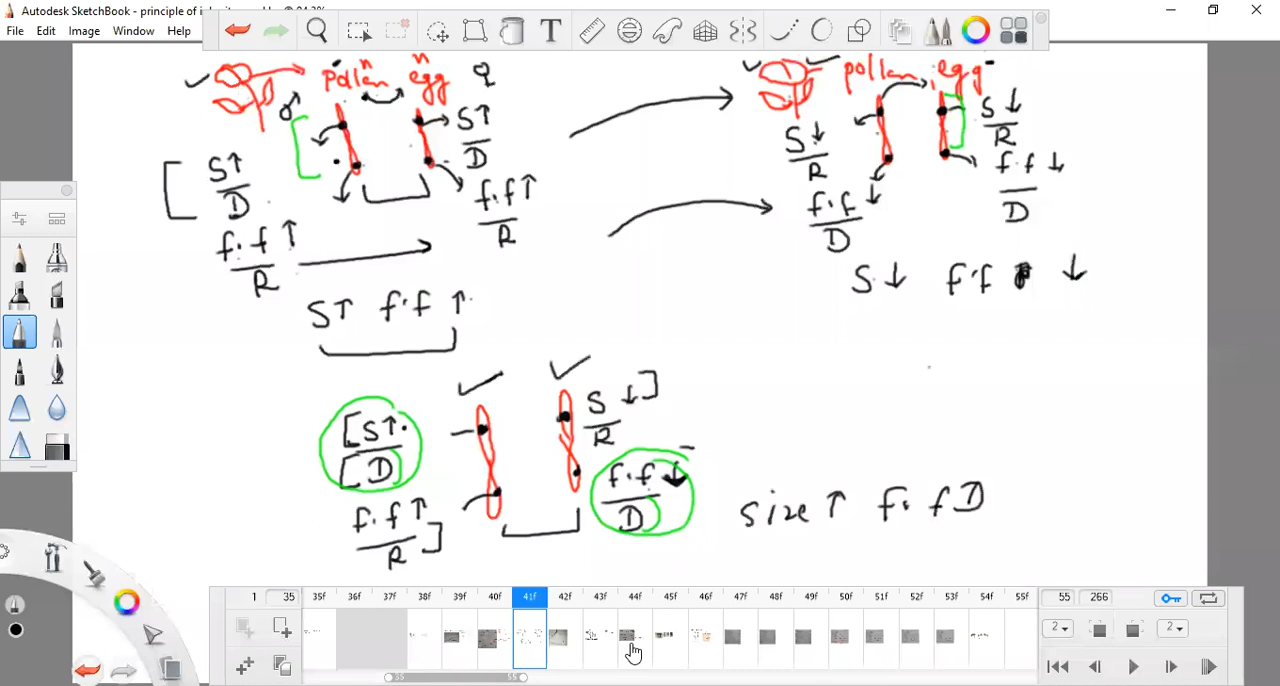 Autodesk SketchBook - principle of
File Edit Image Window Help
T
pollen n egg n ♀
♂
S↑
D
S↑
D
f.f↑
R
f.f↑
R
S↑ f.f ↑
pollen egg
S↓
R
S↓
R
f.f↓
D
f.f↓
D
S↓ f.f ↓
[S↑
[D
f.f↑]
R
S↓]
R
f.f↓
D
size↑ f.f D
1 35 35f 36f 37f 38f 39f 40f 41f 42f 43f 44f 45f 46f 47f 48f 49f 50f 51f 52f 53f 54f 55f 55 266
2 2
55 55